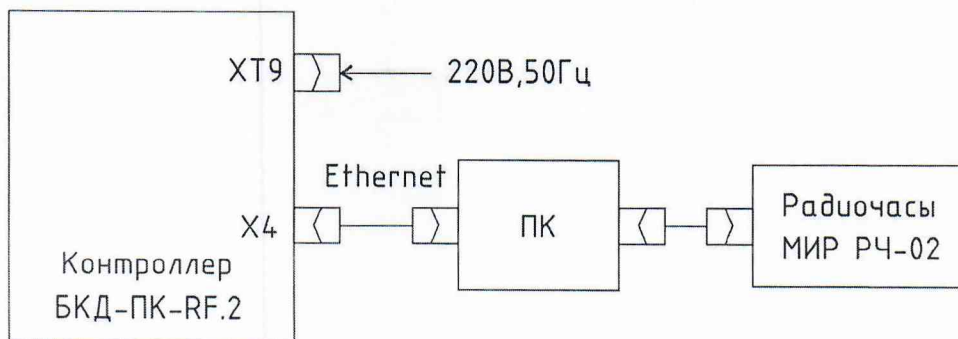 XT9
220В,50Гц
Ethernet
X4
ПК
Радиочасы
МИР РЧ-02
Контроллер
БКД-ПК-RF.2